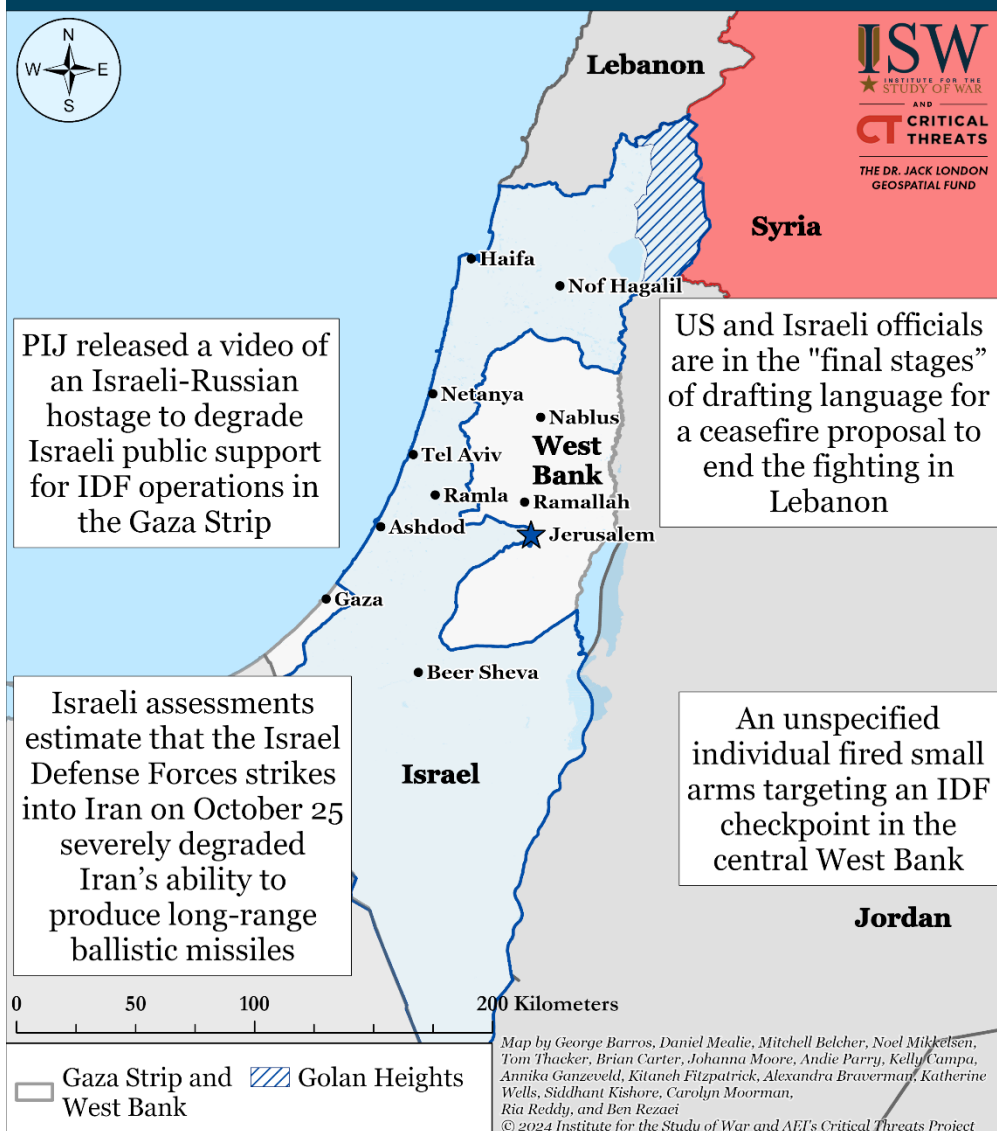 N
W
E
S
Lebanon
ISW
INSTITUTE FOR THE
STUDY OF WAR
AND
CT CRITICAL
THREATS
THE DR. JACK LONDON
GEOSPATIAL FUND
Syria
Haifa
Nof Hagalil
PIJ released a video of
an Israeli-Russian
hostage to degrade
Israeli public support
for IDF operations in
the Gaza Strip
US and Israeli officials
are in the "final stages”
of drafting language for
a ceasefire proposal to
end the fighting in
Lebanon
Netanya
Nablus
West
Bank
Tel Aviv
Ramla
Ramallah
Ashdod
Jerusalem
Gaza
Beer Sheva
Israeli assessments
estimate that the Israel
Defense Forces strikes
into Iran on October 25
severely degraded
Iran’s ability to
produce long-range
ballistic missiles
Israel
An unspecified
individual fired small
arms targeting an IDF
checkpoint in the
central West Bank
Jordan
0 50 100 200 Kilometers
Gaza Strip and
West Bank
Golan Heights
Map by George Barros, Daniel Mealie, Mitchell Belcher, Noel Mikkelsen,
Tom Thacker, Brian Carter, Johanna Moore, Andie Parry, Kelly Campa,
Annika Ganzeveld, Kitaneh Fitzpatrick, Alexandra Braverman, Katherine
Wells, Siddhant Kishore, Carolyn Moorman,
Ria Reddy, and Ben Rezaei
© 2024 Institute for the Study of War and AEI's Critical Threats Project